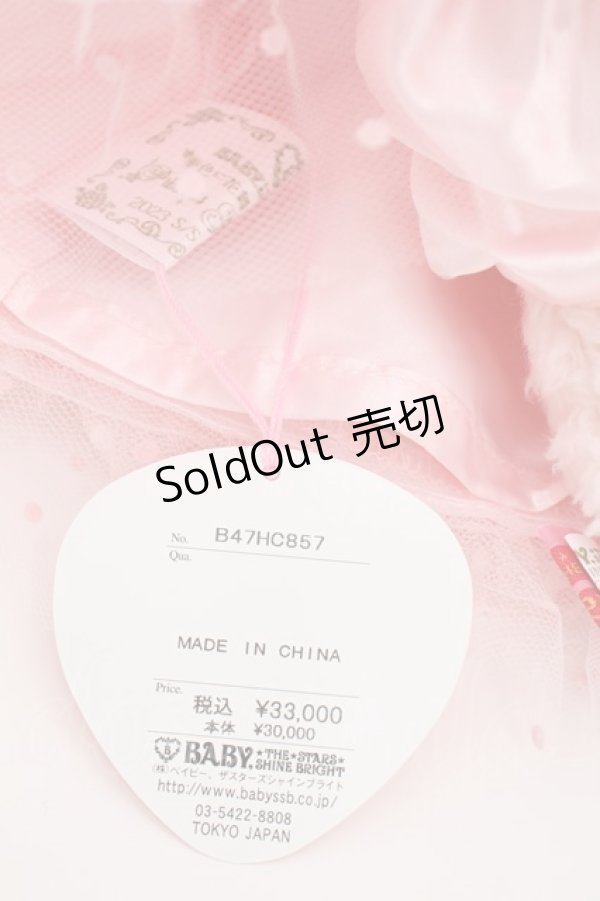 BABY
2023 S/S
SoldOut 売切
No. B47HC857
Qua.
MADE IN CHINA
Price.
税込 ¥33,000
本体 ¥30,000
B BABY, THE STARS SHINE BRIGHT
(株)ベイビー、ザスターズシャインブライト
http://www.babyssb.co.jp/
03-5422-8808
TOKYO JAPAN